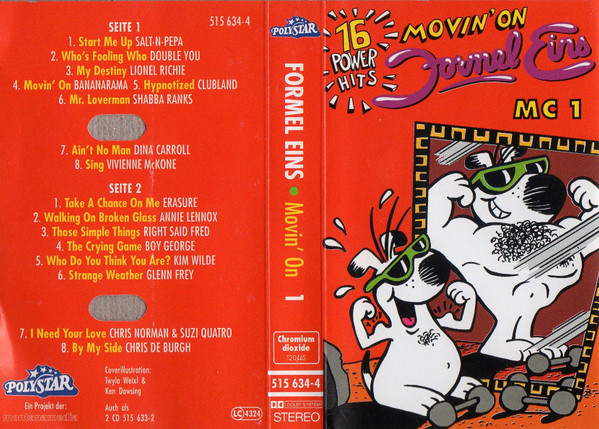 SEITE 1
515 634-4
1. Start Me Up SALT-N-PEPA
2. Who's Fooling Who DOUBLE YOU
3. My Destiny LIONEL RICHIE
4. Movin' On BANANARAMA 5. Hypnotized CLUBLAND
6. Mr. Loverman SHABBA RANKS
7. Ain't No Man DINA CARROLL
8. Sing VIVIENNE McKONE
SEITE 2
1. Take A Chance On Me ERASURE
2. Walking On Broken Glass ANNIE LENNOX
3. Those Simple Things RIGHT SAID FRED
4. The Crying Game BOY GEORGE
5. Who Do You Think You Are? KIM WILDE
6. Strange Weather GLENN FREY
7. I Need Your Love CHRIS NORMAN & SUZI QUATRO
8. By My Side CHRIS DE BURGH
POLYSTAR
Ein Projekt der:
montanamedia
Coverillustration:
Twyla Weixl &
Ken Dowsing
Auch als
2 CD 515 633-2
LC 4324
POLYSTAR
FORMEL EINS • Movin' On 1
Chromium
dioxide
120µS
515 634-4
DOLBY SYSTEM
STEREO
16
POWER
HITS
MOVIN' ON
Formel Eins
MC 1